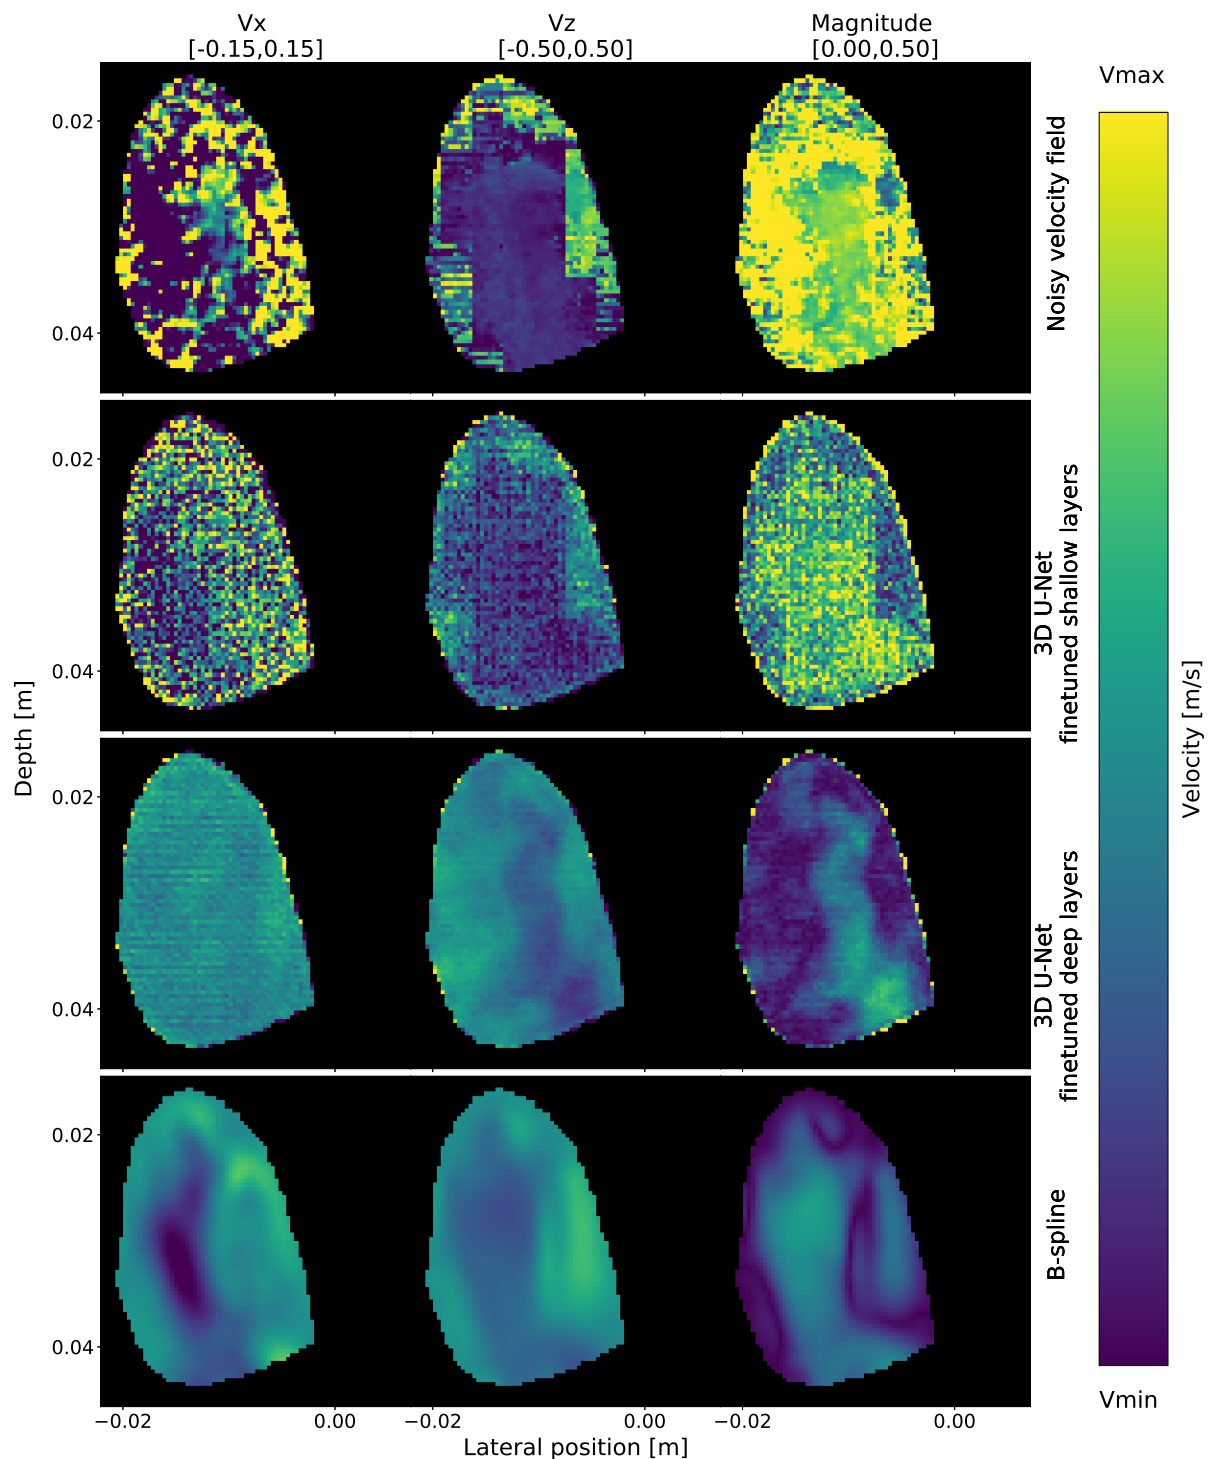 Vx
[-0.15,0.15]
Vz
[-0.50,0.50]
Magnitude
[0.00,0.50]
Vmax
0.02
0.04
Noisy velocity field
0.02
0.04
3D U-Net
finetuned shallow layers
Depth [m]
Velocity [m/s]
0.02
0.04
3D U-Net
finetuned deep layers
0.02
0.04
B-spline
Vmin
−0.02
0.00
−0.02
0.00
−0.02
0.00
Lateral position [m]